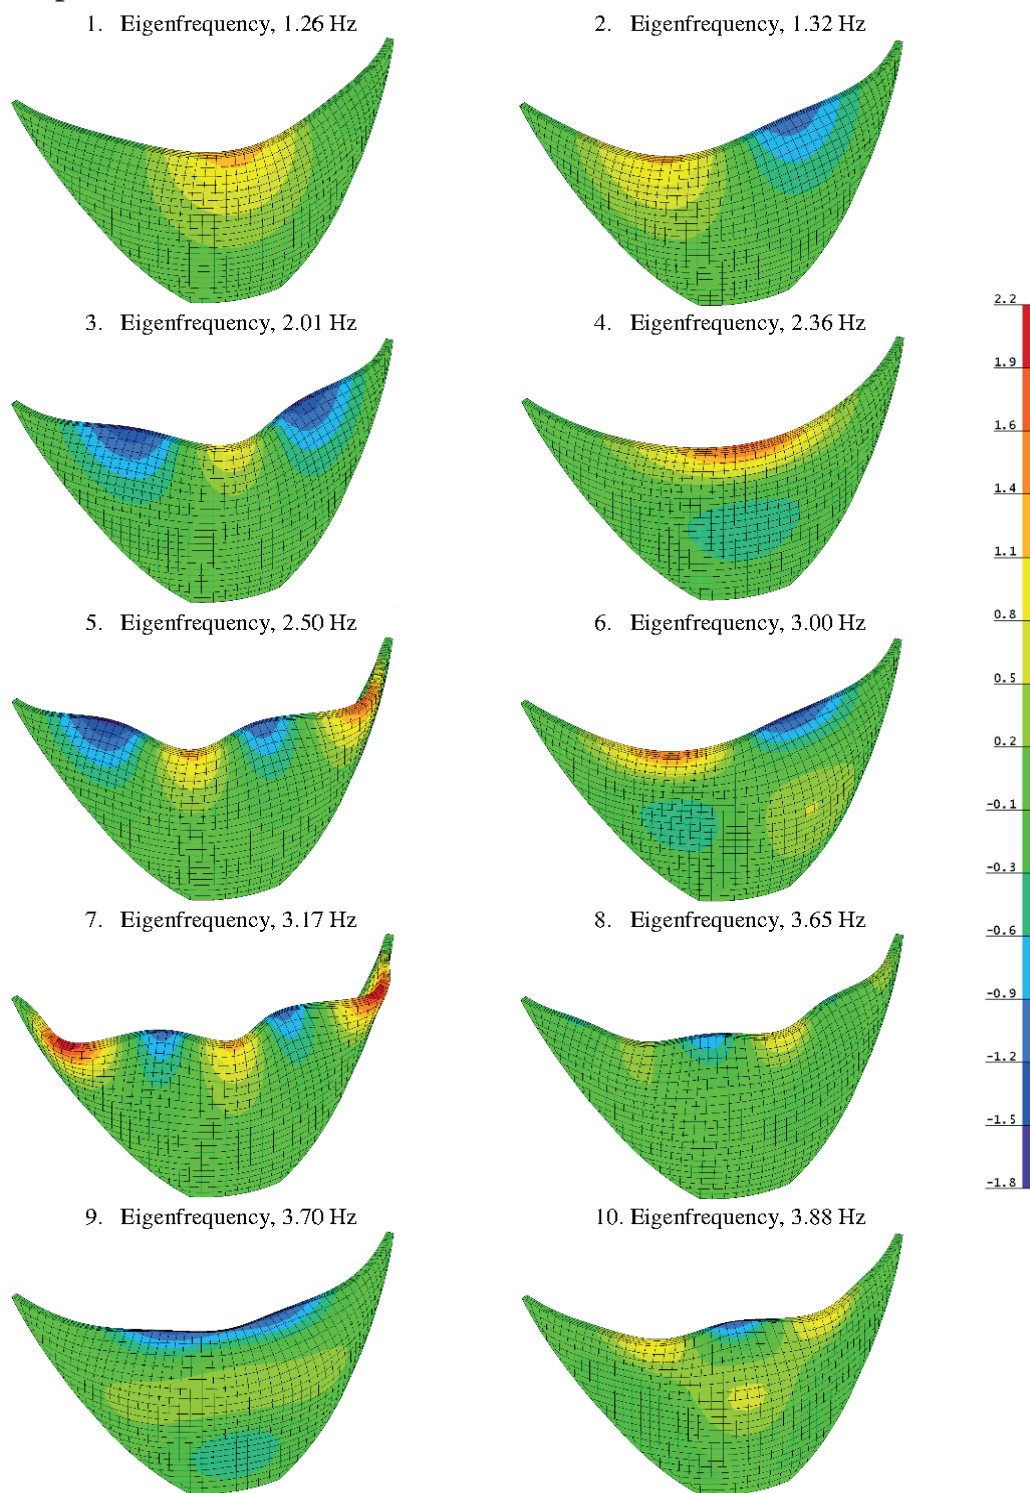 1. Eigenfrequency, 1.26 Hz
2. Eigenfrequency, 1.32 Hz
3. Eigenfrequency, 2.01 Hz
4. Eigenfrequency, 2.36 Hz
5. Eigenfrequency, 2.50 Hz
6. Eigenfrequency, 3.00 Hz
7. Eigenfrequency, 3.17 Hz
8. Eigenfrequency, 3.65 Hz
9. Eigenfrequency, 3.70 Hz
10. Eigenfrequency, 3.88 Hz
2.2
1.9
1.6
1.4
1.1
0.8
0.5
0.2
-0.1
-0.3
-0.6
-0.9
-1.2
-1.5
-1.8